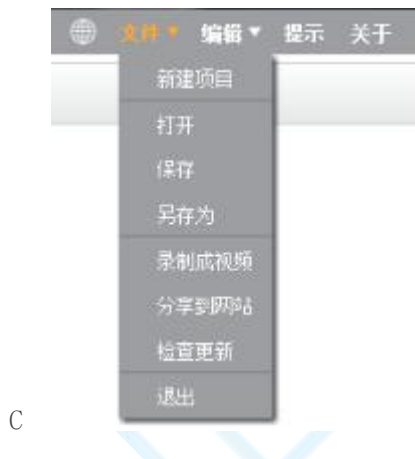 文件▼ 编辑▼ 提示 关于
新建项目
打开
保存
另存为
录制成视频
分享到网站
检查更新
退出
C